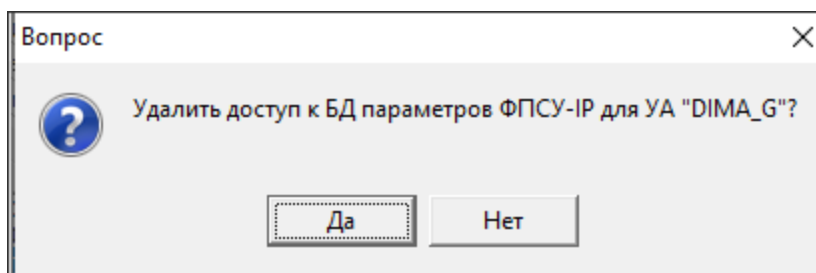 Вопрос
Удалить доступ к БД параметров ФПСУ-IP для УА "DIMA_G"?
Да
Нет